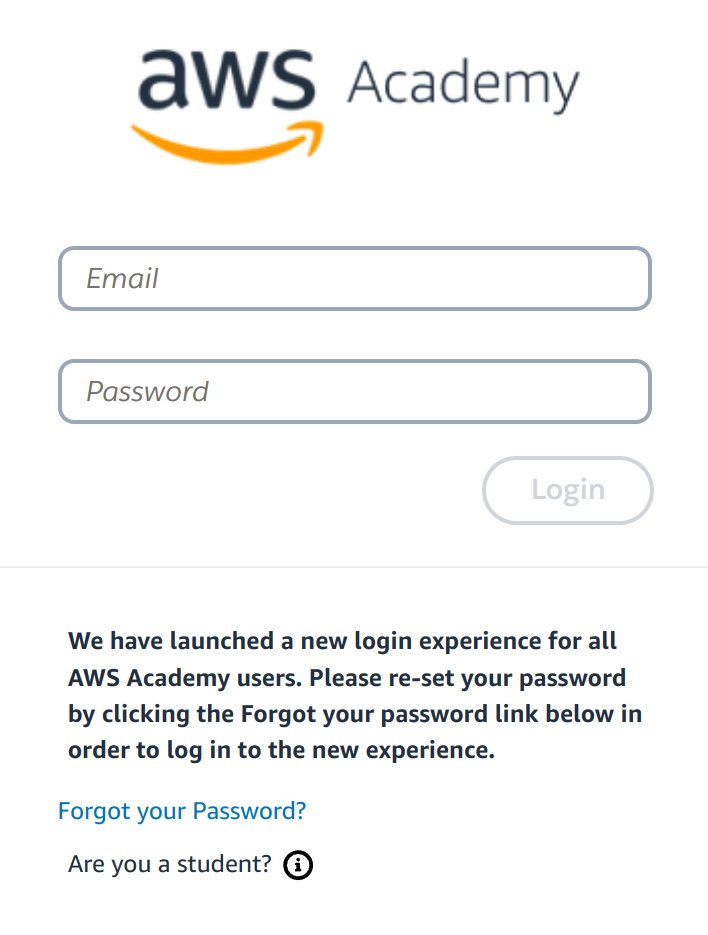 aws Academy
Email
Password
Login
We have launched a new login experience for all
AWS Academy users. Please re-set your password
by clicking the Forgot your password link below in
order to log in to the new experience.
Forgot your Password?
Are you a student?